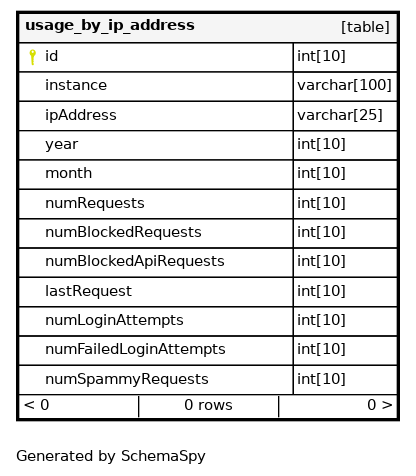 usage_by_ip_address [table]
id int[10]
instance varchar[100]
ipAddress varchar[25]
year int[10]
month int[10]
numRequests int[10]
numBlockedRequests int[10]
numBlockedApiRequests int[10]
lastRequest int[10]
numLoginAttempts int[10]
numFailedLoginAttempts int[10]
numSpammyRequests int[10]
< 0 0 rows 0 >
Generated by SchemaSpy